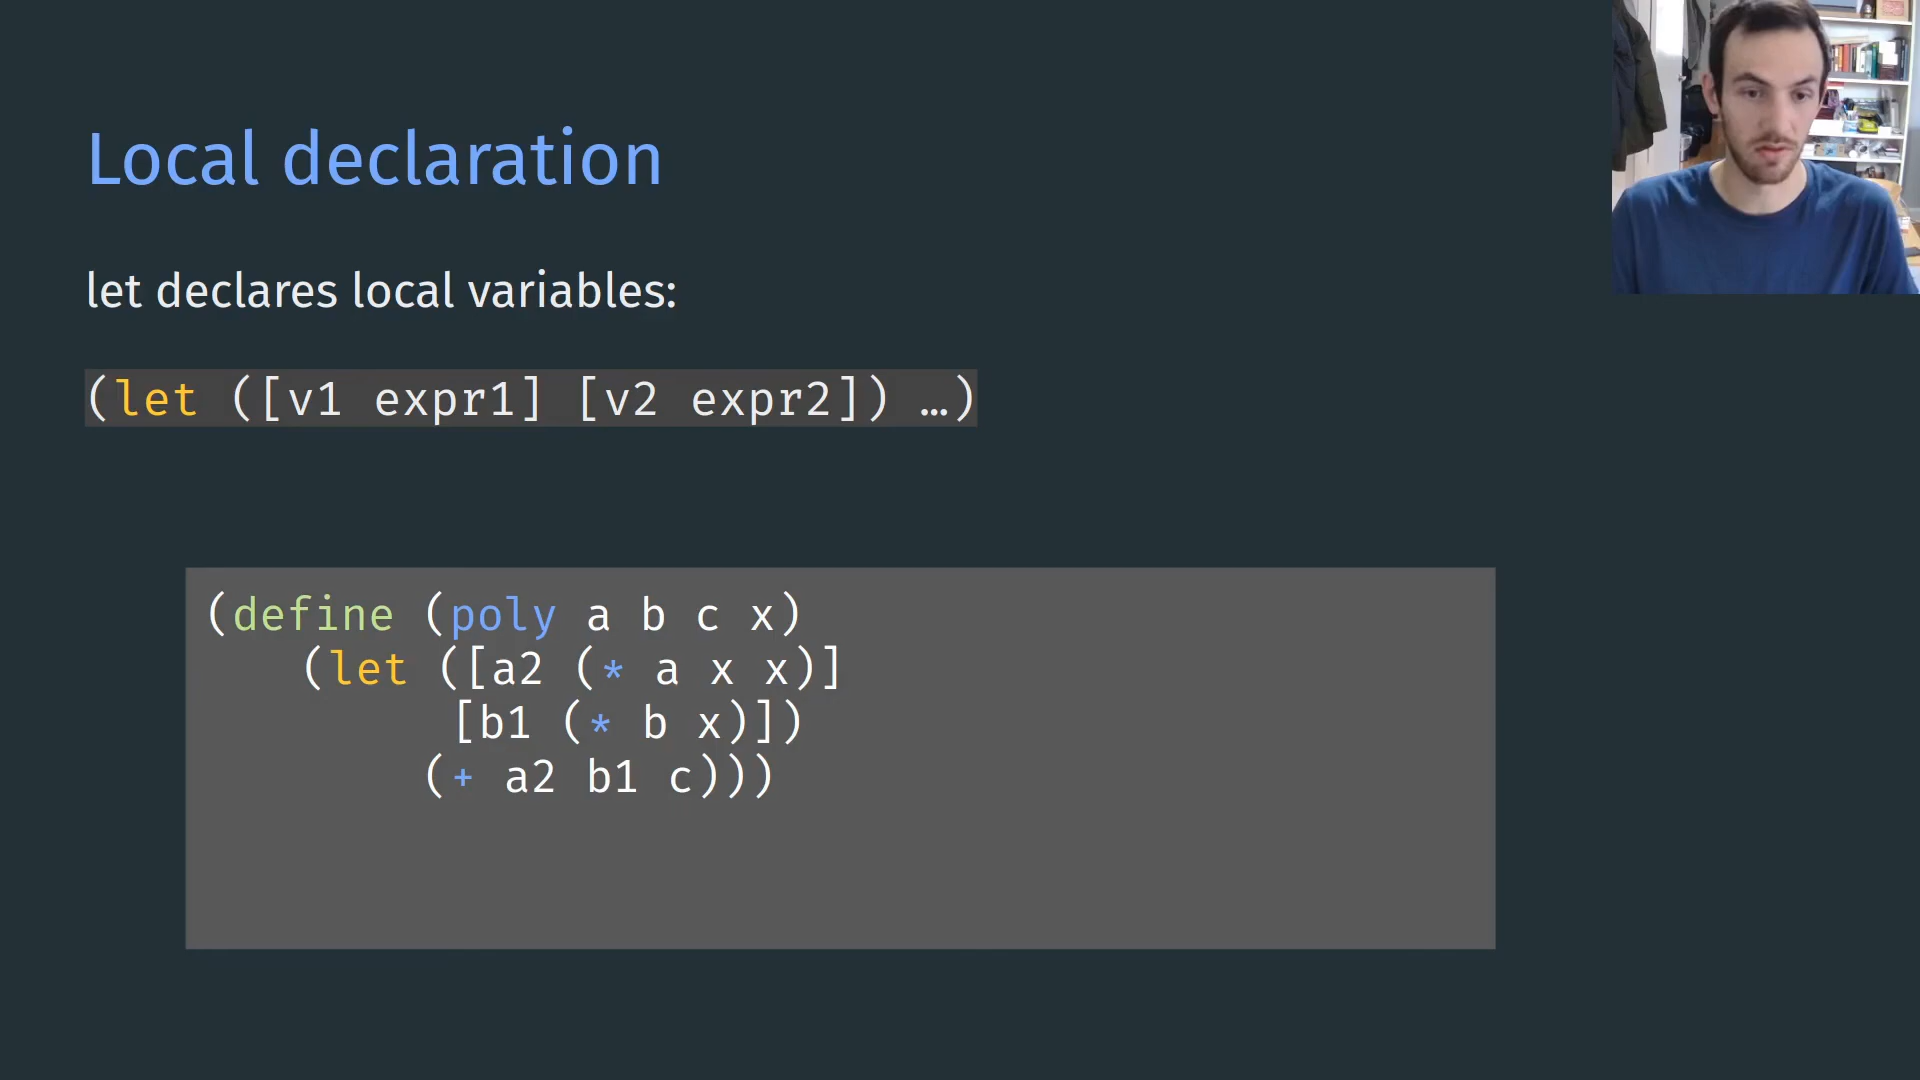 Local declaration
let declares local variables:
(let ([v1 expr1] [v2 expr2]) …)
(define (poly a b c x)
(let ([a2 (* a x x)]
[b1 (* b x)])
(+ a2 b1 c)))